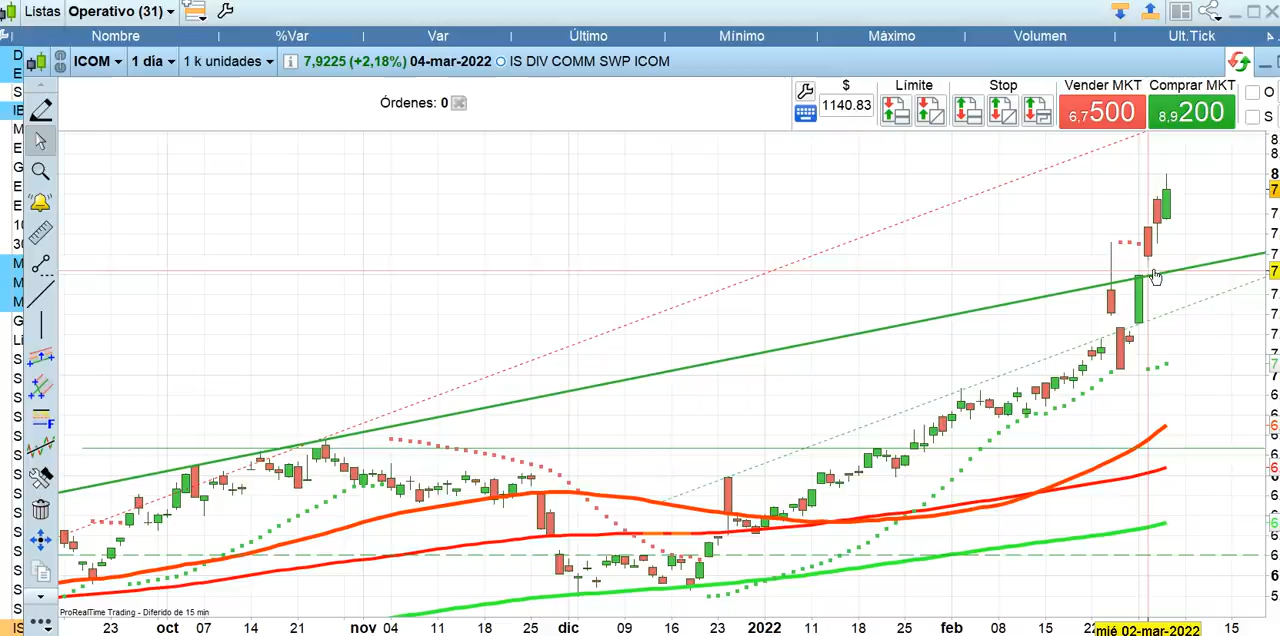 Listas Operativo (31)
Nombre %Var Var Último Mínimo Máximo Volumen Ult.Tick
ICOM 1 día 1 k unidades 7,9225 (+2,18%) 04-mar-2022 IS DIV COMM SWP ICOM
Órdenes: 0
$ Límite Stop Vender MKT Comprar MKT
1140.83 6,7500 8,9200
ProRealTime Trading - Diferido de 15 min
23 oct 07 14 21 nov 04 11 18 25 dic 09 16 23 2022 11 18 25 feb 08 15 mié 02-mar-2022 15